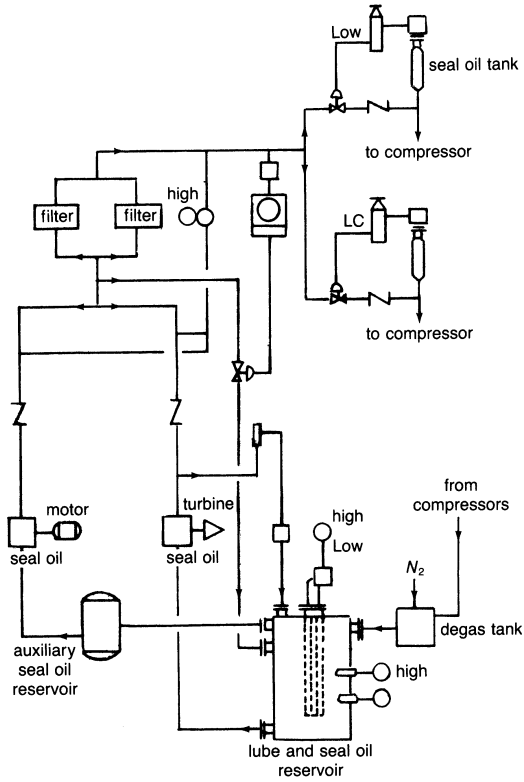 Low
seal oil tank
to compressor
high
filter
filter
LC
to compressor
motor
turbine
seal oil
seal oil
from
compressors
high
Low
N2
degas tank
auxiliary
seal oil
reservoir
high
lube and seal oil
reservoir